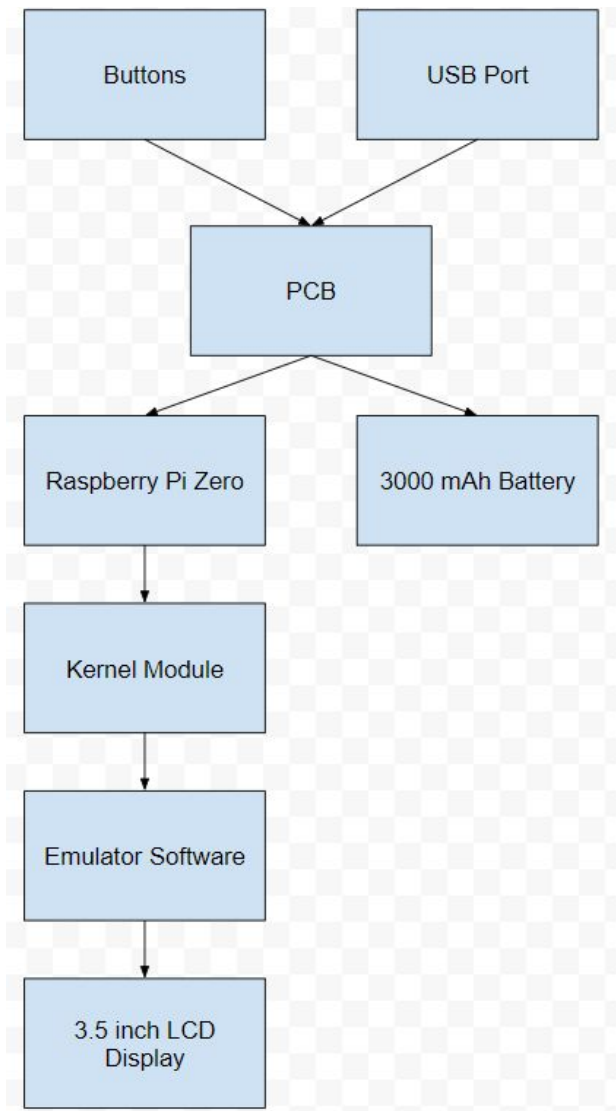 Buttons
USB Port
PCB
Raspberry Pi Zero
3000 mAh Battery
Kernel Module
Emulator Software
3.5 inch LCD
Display